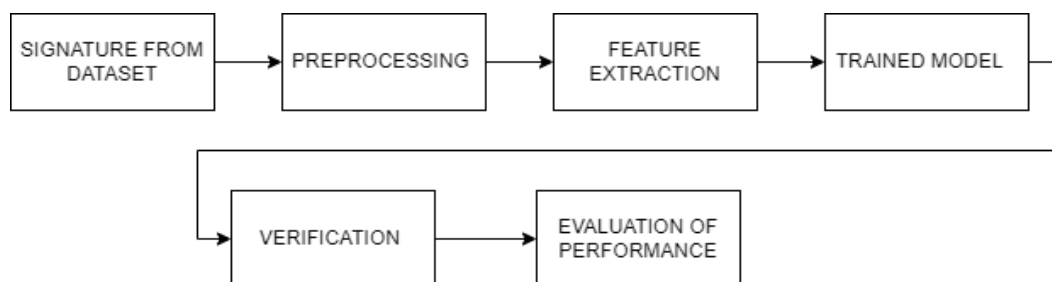 SIGNATURE FROM
DATASET
PREPROCESSING
FEATURE
EXTRACTION
TRAINED MODEL
VERIFICATION
EVALUATION OF
PERFORMANCE